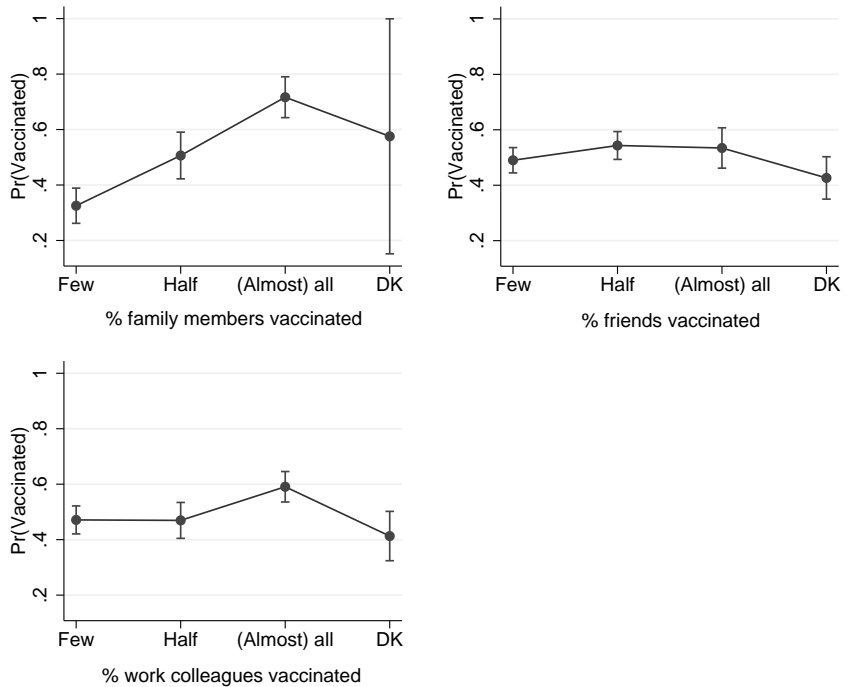 Pr(Vaccinated)
1
.8
.6
.4
.2
Few Half (Almost) all DK
% family members vaccinated
Pr(Vaccinated)
1
.8
.6
.4
.2
Few Half (Almost) all DK
% friends vaccinated
Pr(Vaccinated)
1
.8
.6
.4
.2
Few Half (Almost) all DK
% work colleagues vaccinated